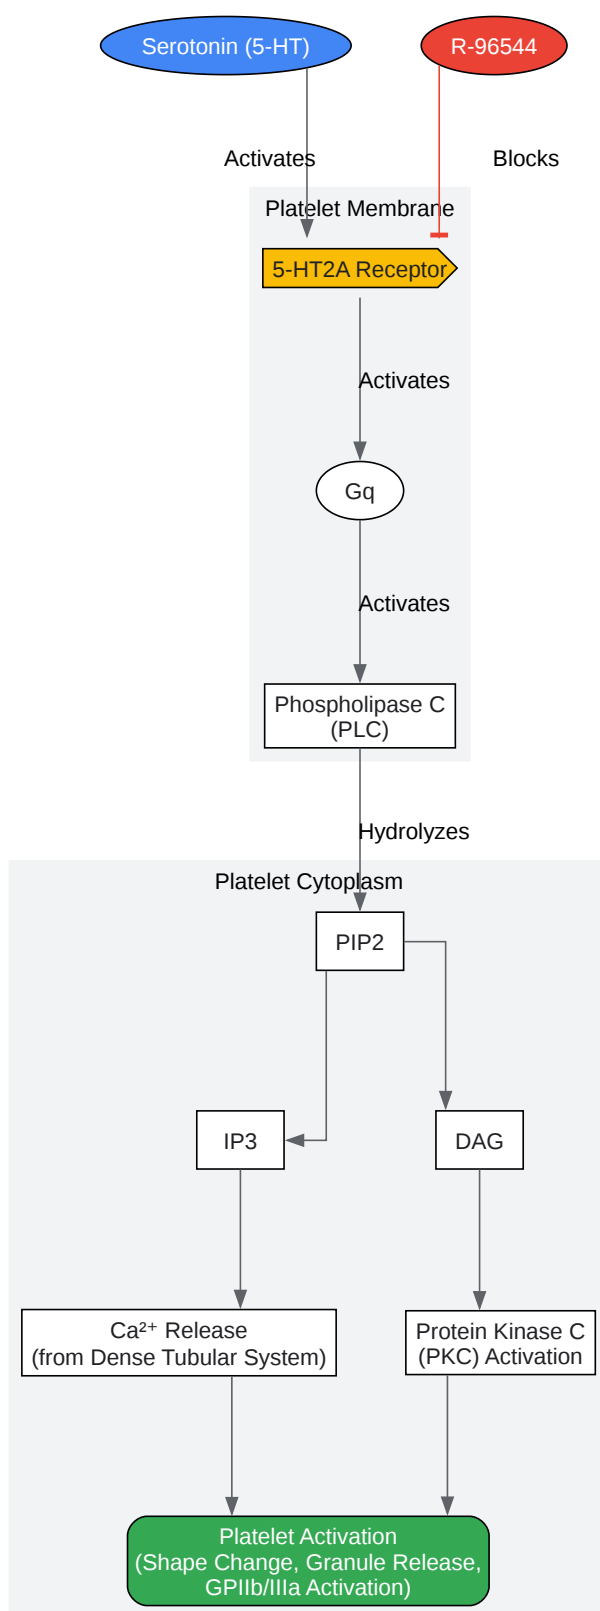 Serotonin (5-HT)
R-96544
Activates
Blocks
Platelet Membrane
5-HT2A Receptor
Activates
Gq
Activates
Phospholipase C
(PLC)
Hydrolyzes
Platelet Cytoplasm
PIP2
IP3
DAG
Ca²⁺ Release
(from Dense Tubular System)
Protein Kinase C
(PKC) Activation
Platelet Activation
(Shape Change, Granule Release,
GPIIb/IIIa Activation)